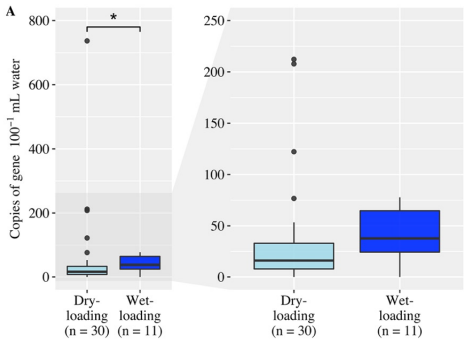 A
Copies of gene 100⁻¹ mL water
800
600
400
200
0
*
Dry-
loading
(n = 30)
Wet-
loading
(n = 11)
250
200
150
100
50
0
Dry-
loading
(n = 30)
Wet-
loading
(n = 11)